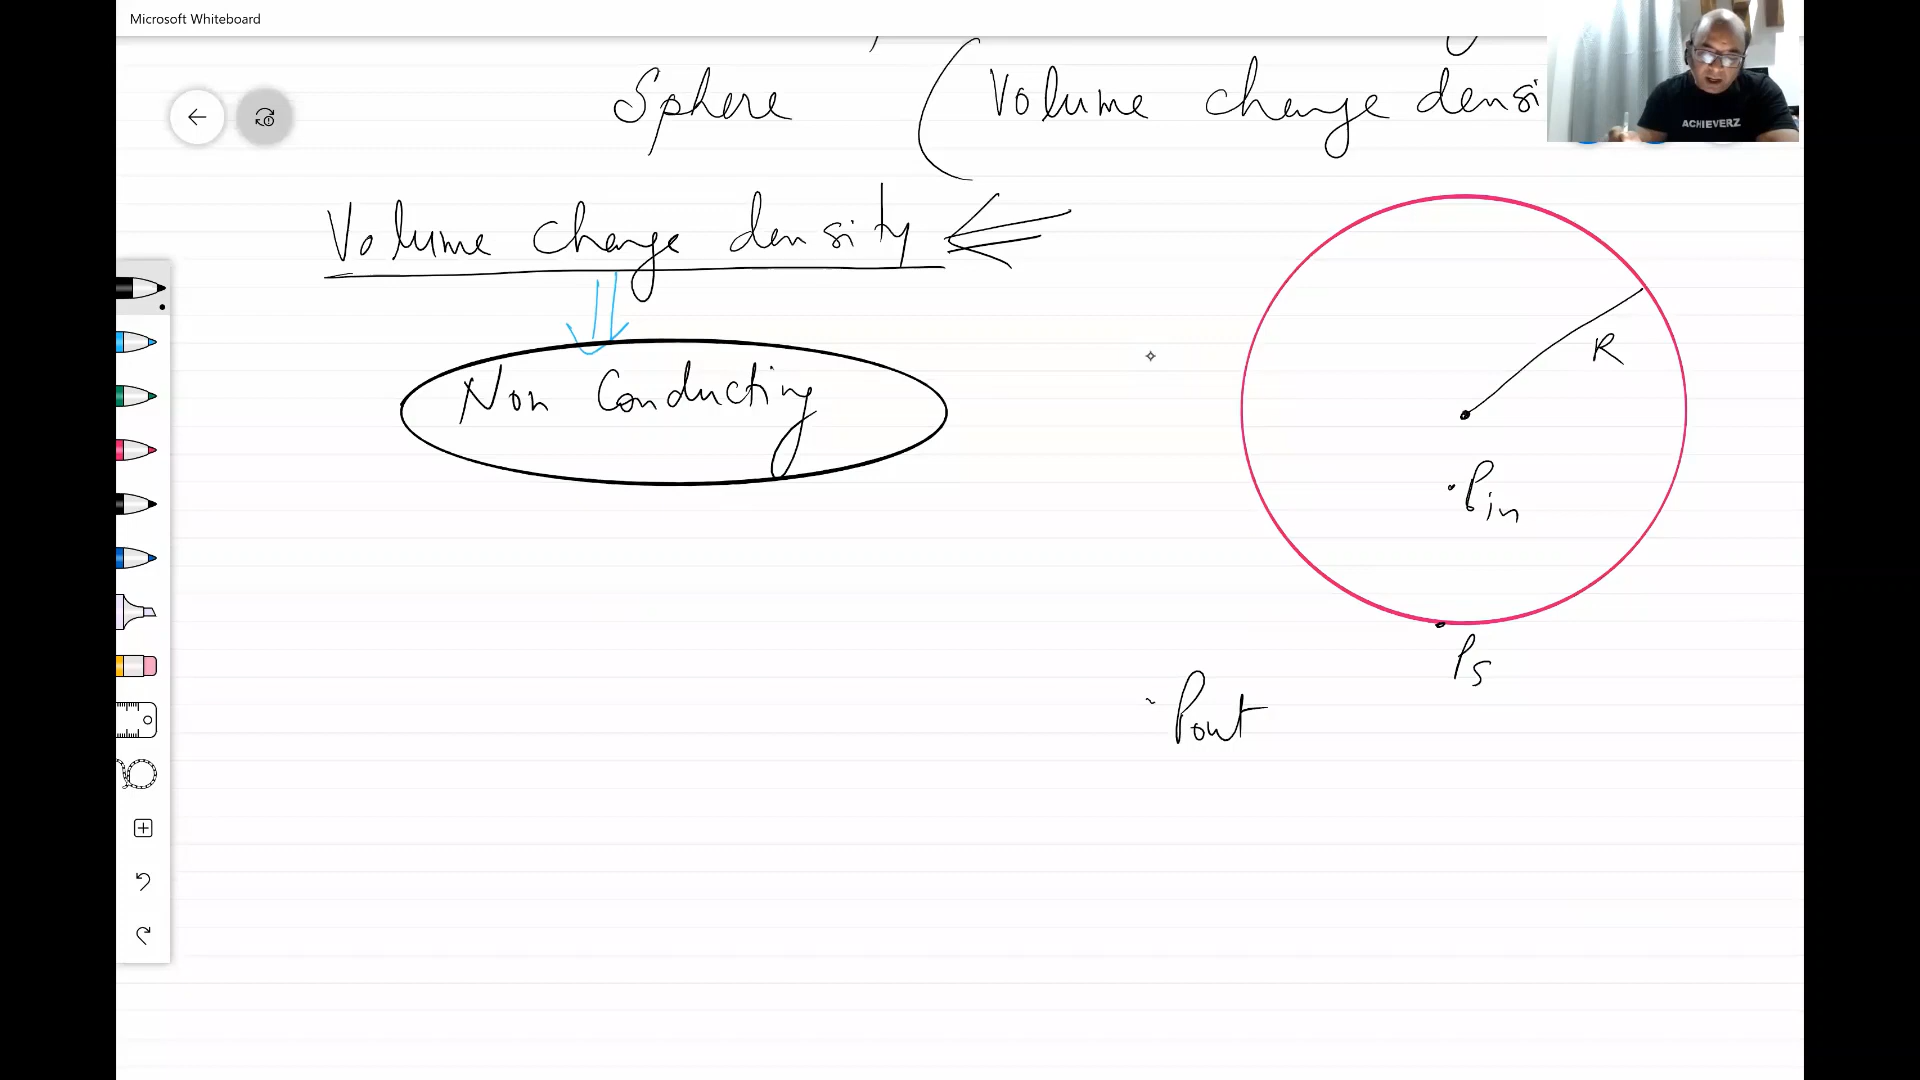 Microsoft Whiteboard
Sphere (Volume charge densi
ACHIEVERZ
Volume charge density
Non Conducting
R
Pin
Ps
Pout